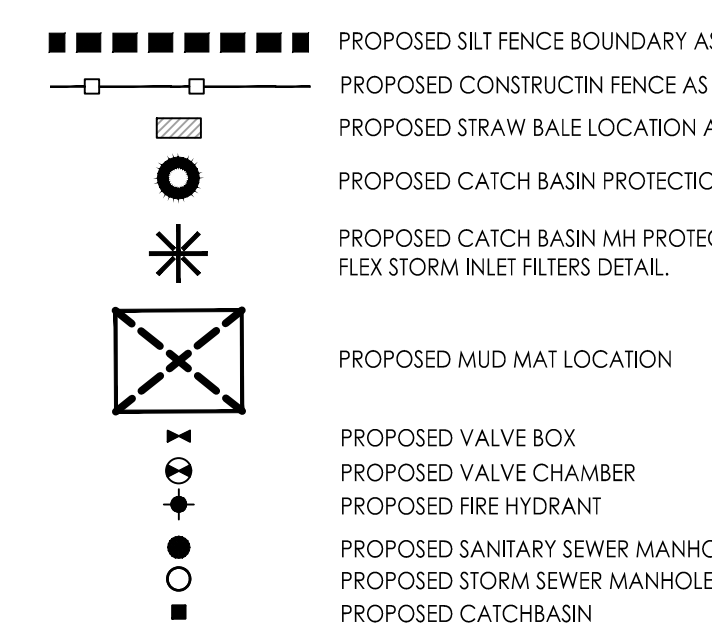 PROPOSED SILT FENCE BOUNDARY
PROPOSED CONSTRUCTIN FENCE AS
PROPOSED STRAW BALE LOCATION
PROPOSED CATCH BASIN
PROPOSED CATCH BASIN MH
FLEX STORM INLET FILTERS DETAIL.
PROPOSED MUD MAT LOCATION
PROPOSED VALVE BOX
PROPOSED VALVE CHAMBER
PROPOSED FIRE HYDRANT
PROPOSED SANITARY SEWER
PROPOSED STORM SEWER MANHOLE
PROPOSED CATCHBASIN